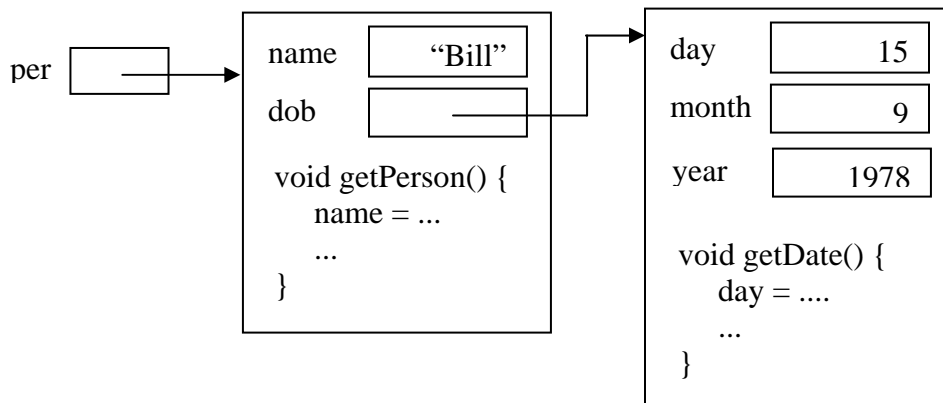 per
name “Bill”
dob
void getPerson() {
name = ...
...
}
day 15
month 9
year 1978
void getDate() {
day = ....
...
}